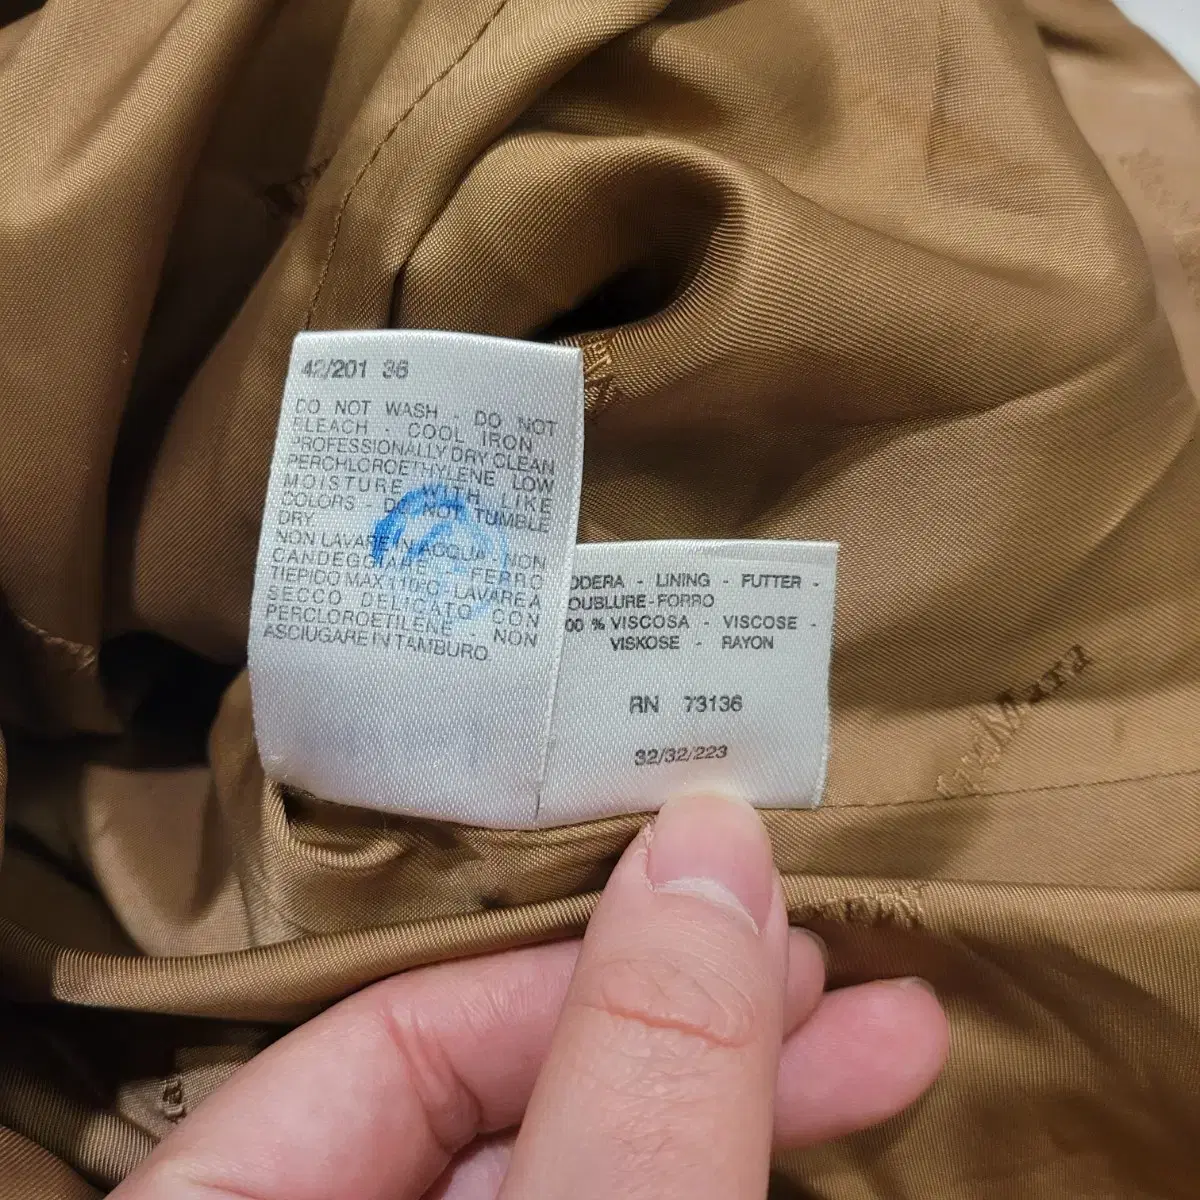 42/201 36
DO NOT WASH - DO NOT
BLEACH - COOL IRON
PROFESSIONALLY DRY CLEAN
PERCHLOROETHYLENE LOW
MOISTURE WITH LIKE
COLORS - DO NOT TUMBLE
DRY
NON LAVARE IN ACQUA - NON
CANDEGGIARE - FERRO
TIEPIDO MAX 110°C - LAVARE A
SECCO DELICATO CON
PERCLOROETILENE - NON
ASCIUGARE IN TAMBURO.
ODERA - LINING - FUTTER -
OUBLURE-FORRO
00 % VISCOSA - VISCOSE -
VISKOSE - RAYON
RN 73136
32/32/223
MaxMara